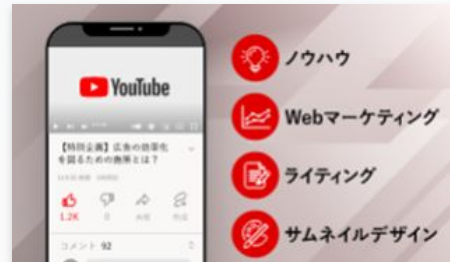 YouTube
【特別企画】広告の効率化
を図るための施策とは？
1.2K
0
共有
コメント 92
ノウハウ
Webマーケティング
ライティング
サムネイルデザイン